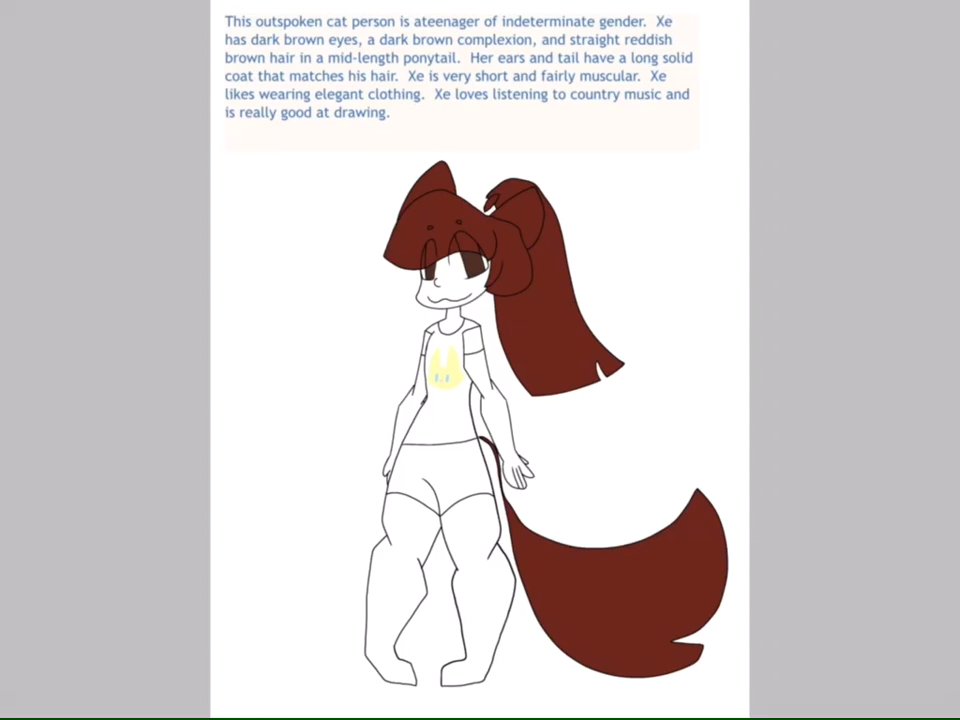 This outspoken cat person is ateenager of indeterminate gender.  Xe
has dark brown eyes, a dark brown complexion, and straight reddish
brown hair in a mid-length ponytail.  Her ears and tail have a long solid
coat that matches his hair.  Xe is very short and fairly muscular.  Xe
likes wearing elegant clothing.  Xe loves listening to country music and
is really good at drawing.